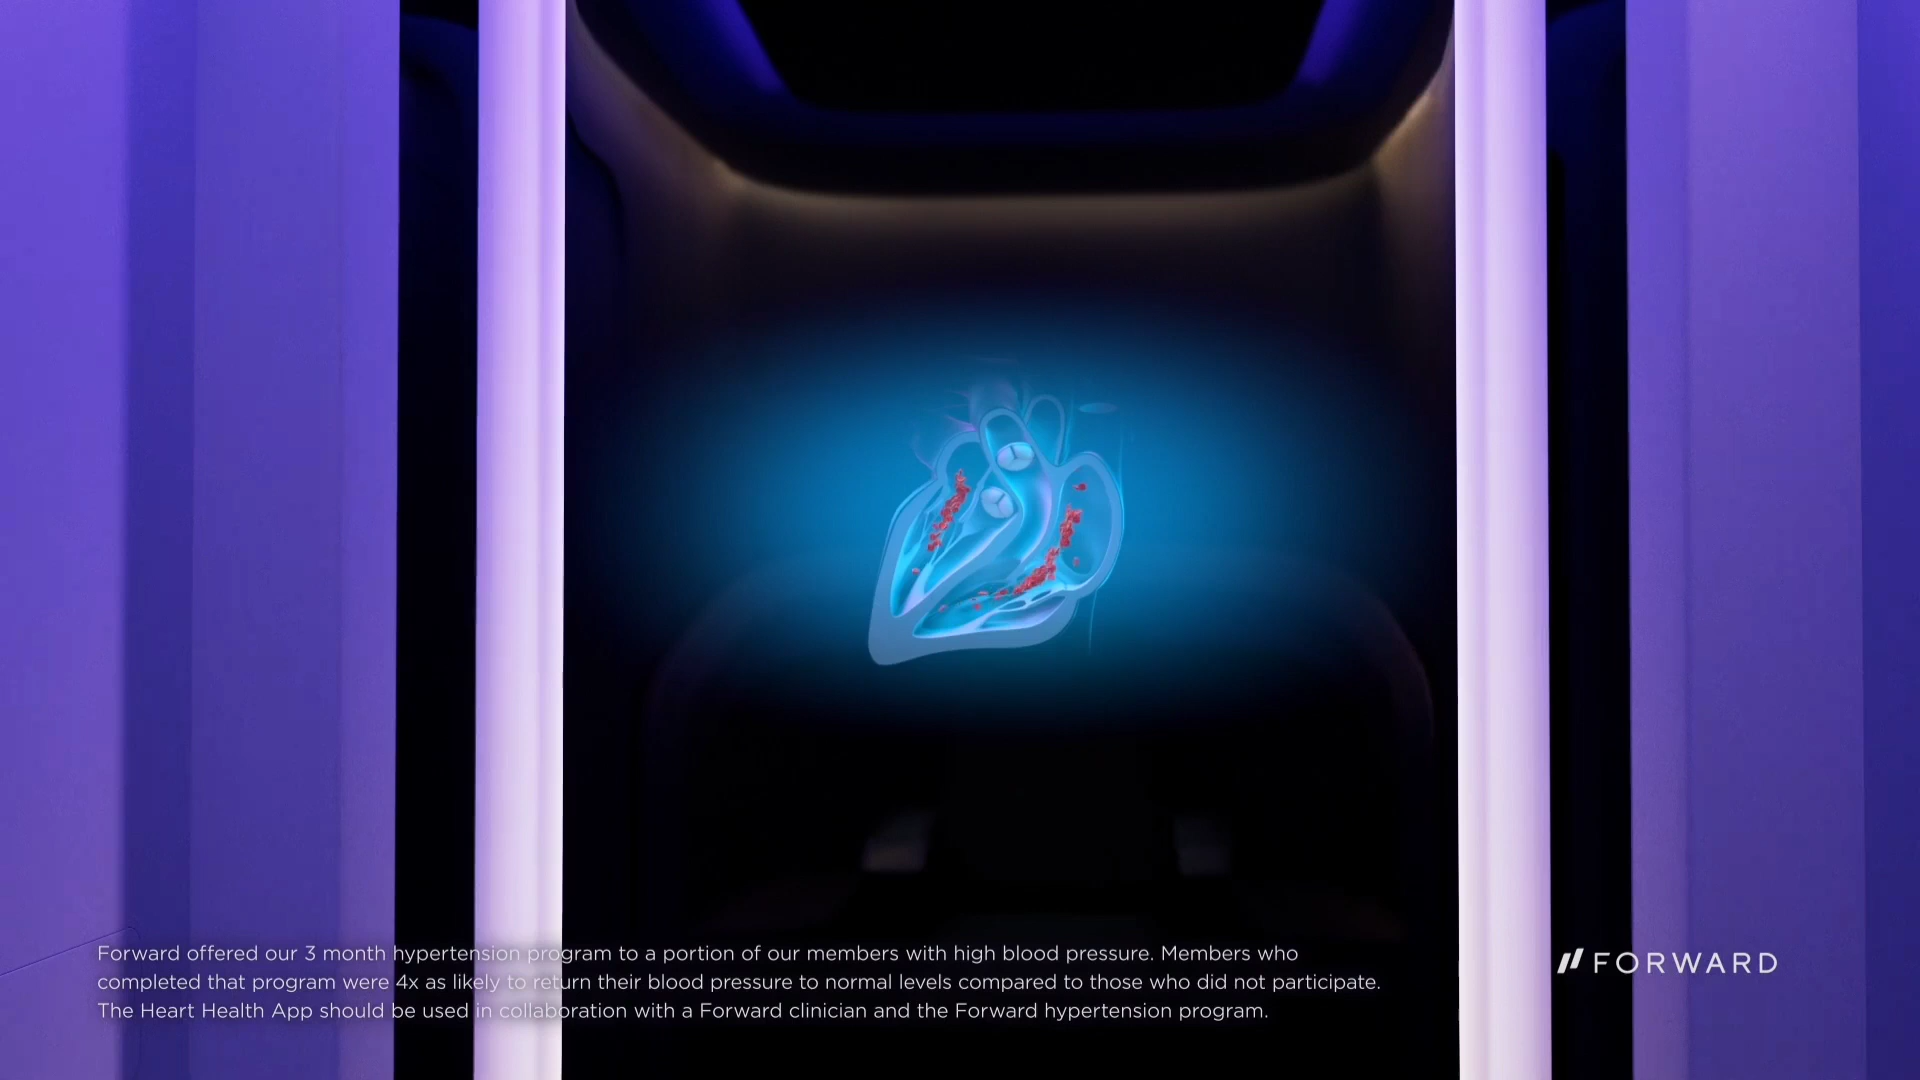 Forward offered our 3 month hypertension program to a portion of our members with high blood pressure. Members who
completed that program were 4x as likely to return their blood pressure to normal levels compared to those who did not participate.
The Heart Health App should be used in collaboration with a Forward clinician and the Forward hypertension program.
FORWARD